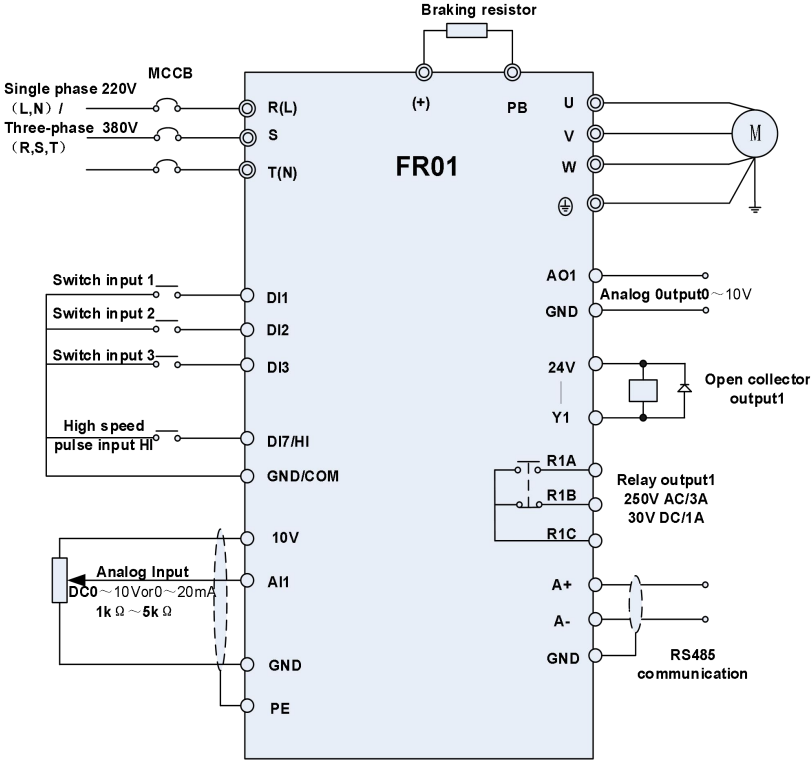 Braking resistor
MCCB
Single phase 220V
（L,N）/
Three-phase 380V
（R,S,T）
R(L)
S
T(N)
(+)
PB
FR01
U
V
W
M
Switch input 1
Switch input 2
Switch input 3
High speed
pulse input HI
DI1
DI2
DI3
DI7/HI
GND/COM
10V
Analog Input
DC0～10Vor0～20mA
1kΩ～5kΩ
AI1
GND
PE
AO1
Analog 0utput0～10V
GND
24V
Y1
Open collector
output1
R1A
R1B
R1C
Relay output1
250V AC/3A
30V DC/1A
A+
A-
GND
RS485
communication